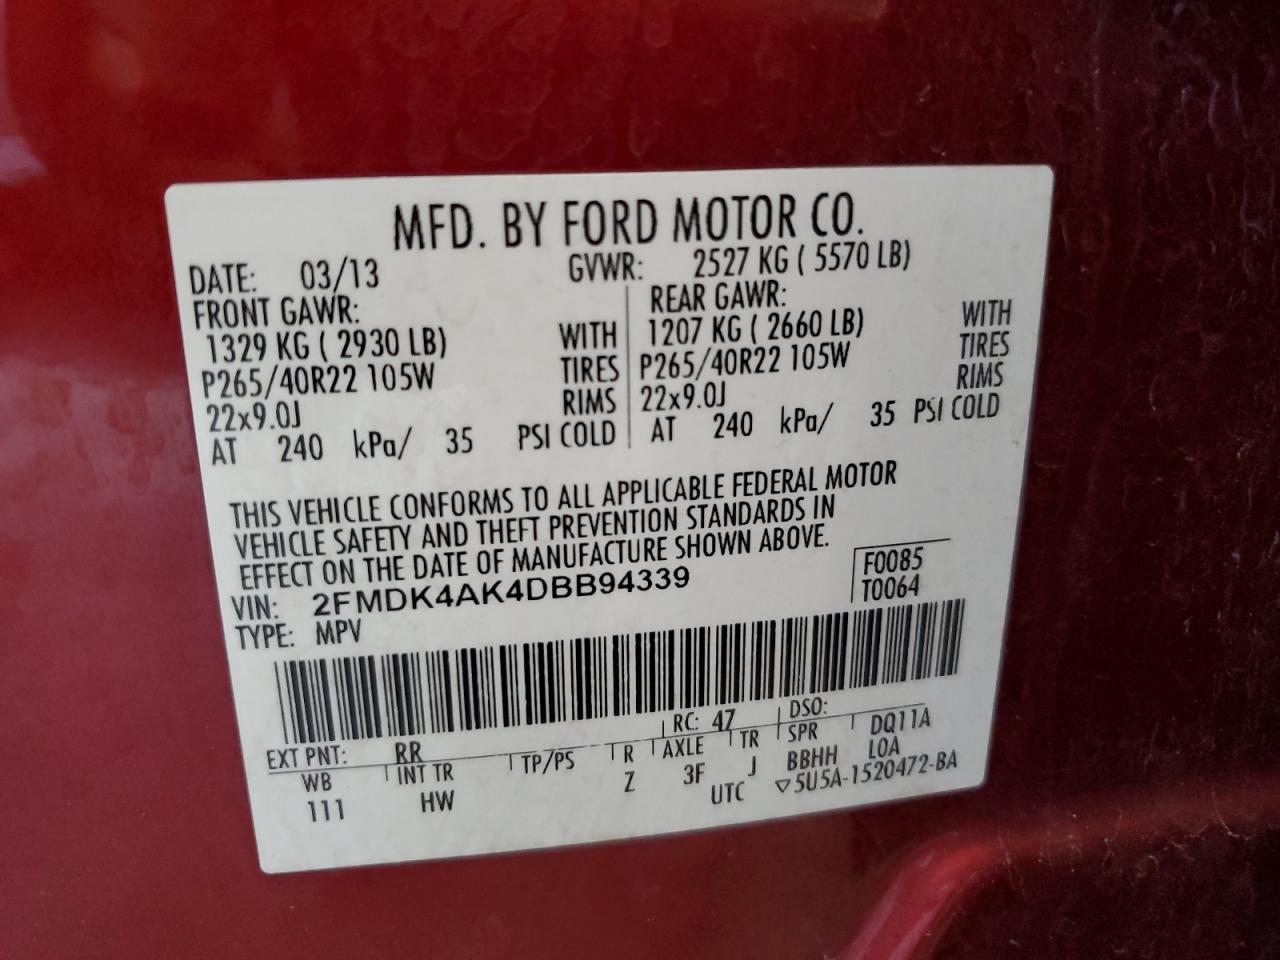 MFD. BY FORD MOTOR CO.
DATE: 03/13 GVWR: 2527 KG ( 5570 LB)
FRONT GAWR: REAR GAWR:
1329 KG ( 2930 LB) WITH 1207 KG ( 2660 LB) WITH
P265/40R22 105W TIRES P265/40R22 105W TIRES
22x9.0J RIMS 22x9.0J RIMS
AT 240 kPa/ 35 PSI COLD AT 240 kPa/ 35 PSI COLD
THIS VEHICLE CONFORMS TO ALL APPLICABLE FEDERAL MOTOR
VEHICLE SAFETY AND THEFT PREVENTION STANDARDS IN
EFFECT ON THE DATE OF MANUFACTURE SHOWN ABOVE.
VIN: 2FMDK4AK4DBB94339 F0085
TYPE: MPV T0064
EXT PNT: RR RC: 47 DSO:
WB INT TR TP/PS R AXLE TR SPR DQ11A
111 HW Z 3F J BBHH LOA
UTC ▽5U5A-1520472-BA